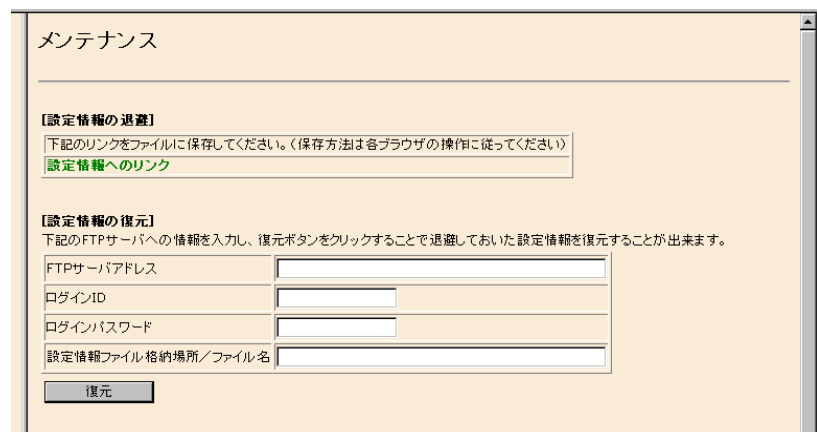 メンテナンス
[設定情報の退避]
下記のリンクをファイルに保存してください。(保存方法は各ブラウザの操作に従ってください)
設定情報へのリンク
[設定情報の復元]
下記のFTPサーバへの情報を入力し、復元ボタンをクリックすることで退避しておいた設定情報を復元することが出来ます。
FTPサーバアドレス
ログインID
ログインパスワード
設定情報ファイル格納場所/ファイル名
復元